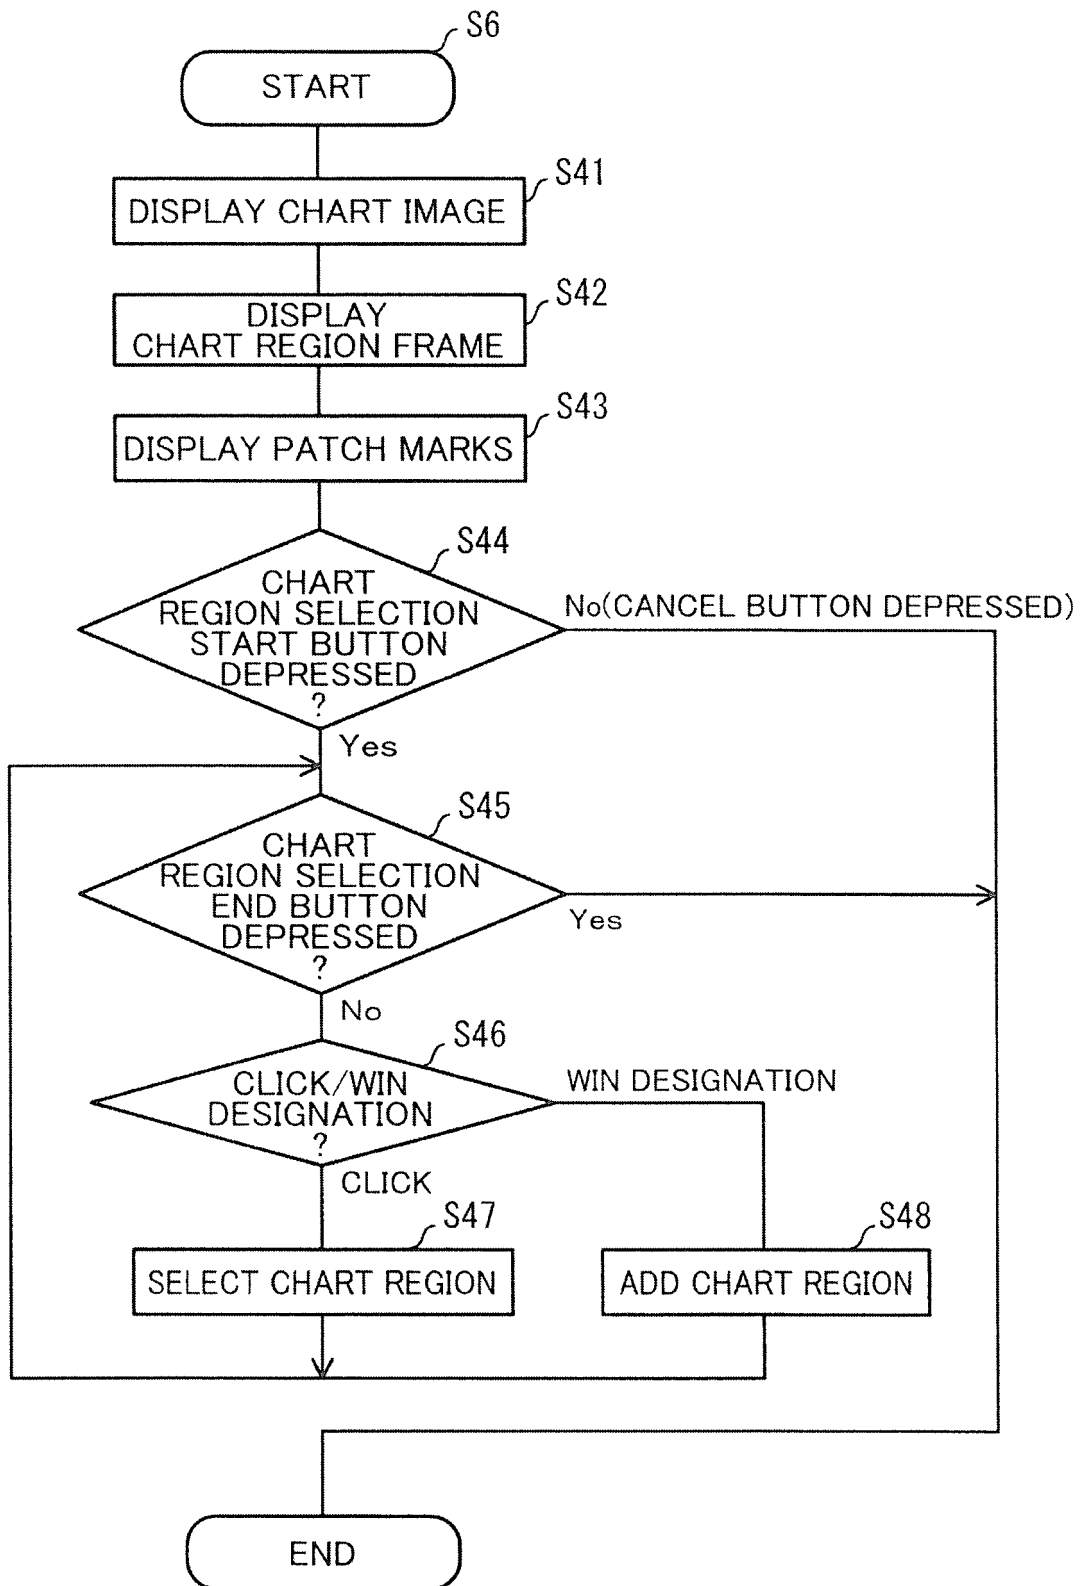 S6
START
S41
DISPLAY CHART IMAGE
S42
DISPLAY
CHART REGION FRAME
S43
DISPLAY PATCH MARKS
S44
CHART
REGION SELECTION
START BUTTON
DEPRESSED
?
No(CANCEL BUTTON DEPRESSED)
Yes
S45
CHART
REGION SELECTION
END BUTTON
DEPRESSED
?
Yes
No
S46
CLICK/WIN
DESIGNATION
?
WIN DESIGNATION
CLICK
S47
SELECT CHART REGION
S48
ADD CHART REGION
END